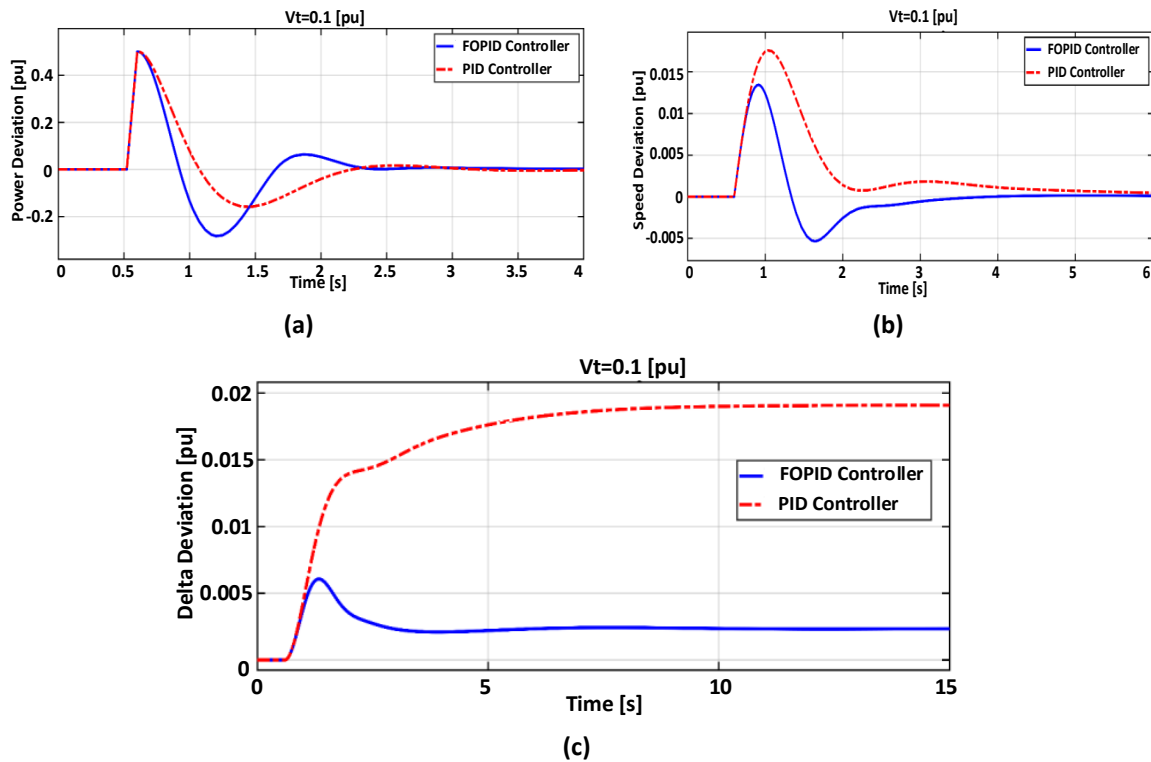 Vt=0.1 [pu]
Power Deviation [pu]
0.4
0.2
0
-0.2
FOPID Controller
PID Controller
0
0.5
1
1.5
2
2.5
3
3.5
4
Time [s]
(a)
Vt=0.1 [pu]
Speed Deviation [pu]
0.015
0.01
0.005
0
-0.005
FOPID Controller
PID Controller
0
1
2
3
4
5
6
Time [s]
(b)
Vt=0.1 [pu]
Delta Deviation [pu]
0.02
0.015
0.01
0.005
0
FOPID Controller
PID Controller
0
5
10
15
Time [s]
(c)